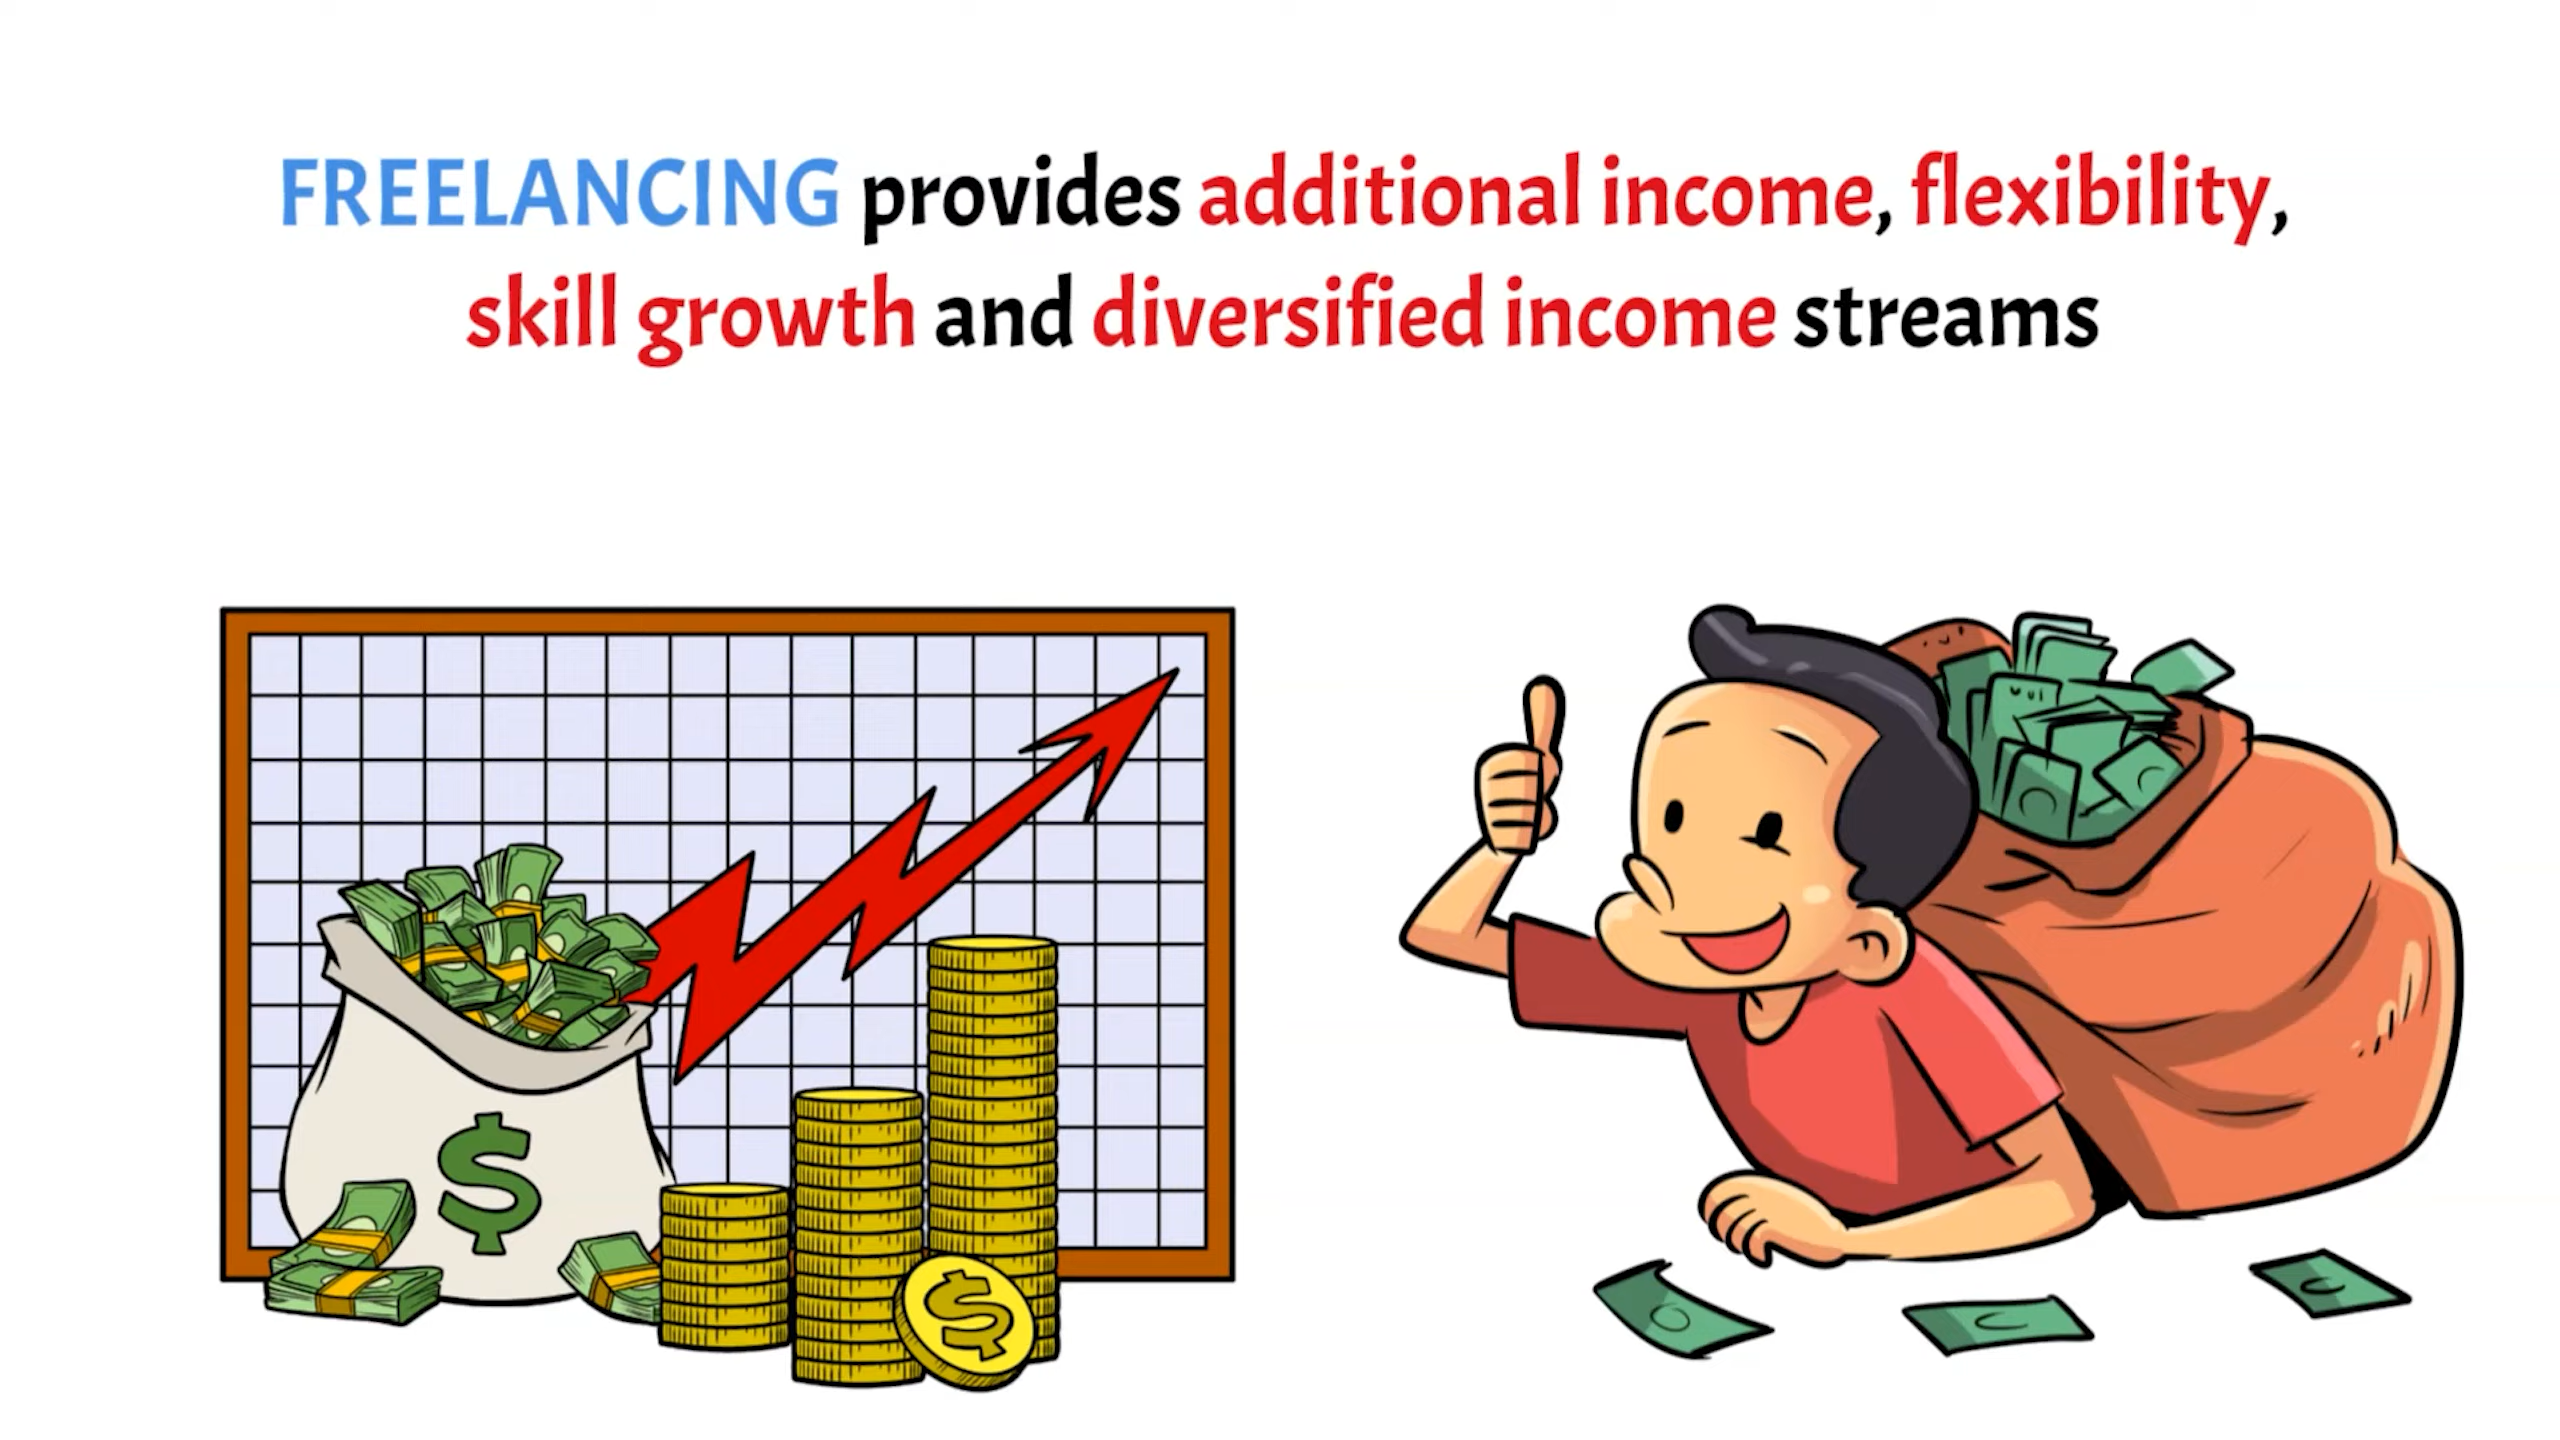 FREELANCING provides additional income, flexibility,
skill growth and diversified income streams
$
$